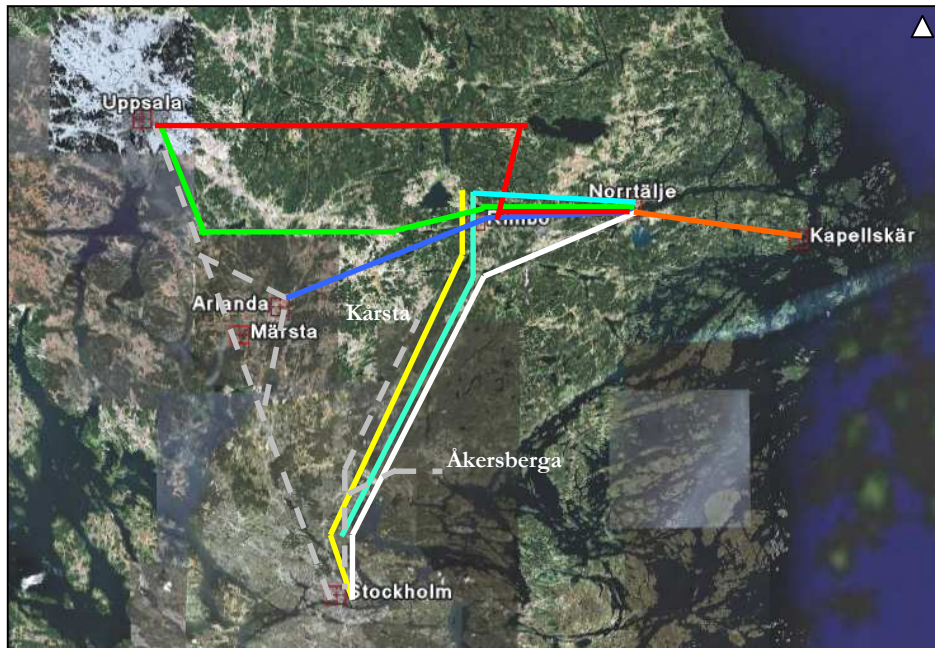 Uppsala
Norrtälje
Rimbo
Kapellskär
Arlanda
Kårsta
Märsta
Åkersberga
Stockholm